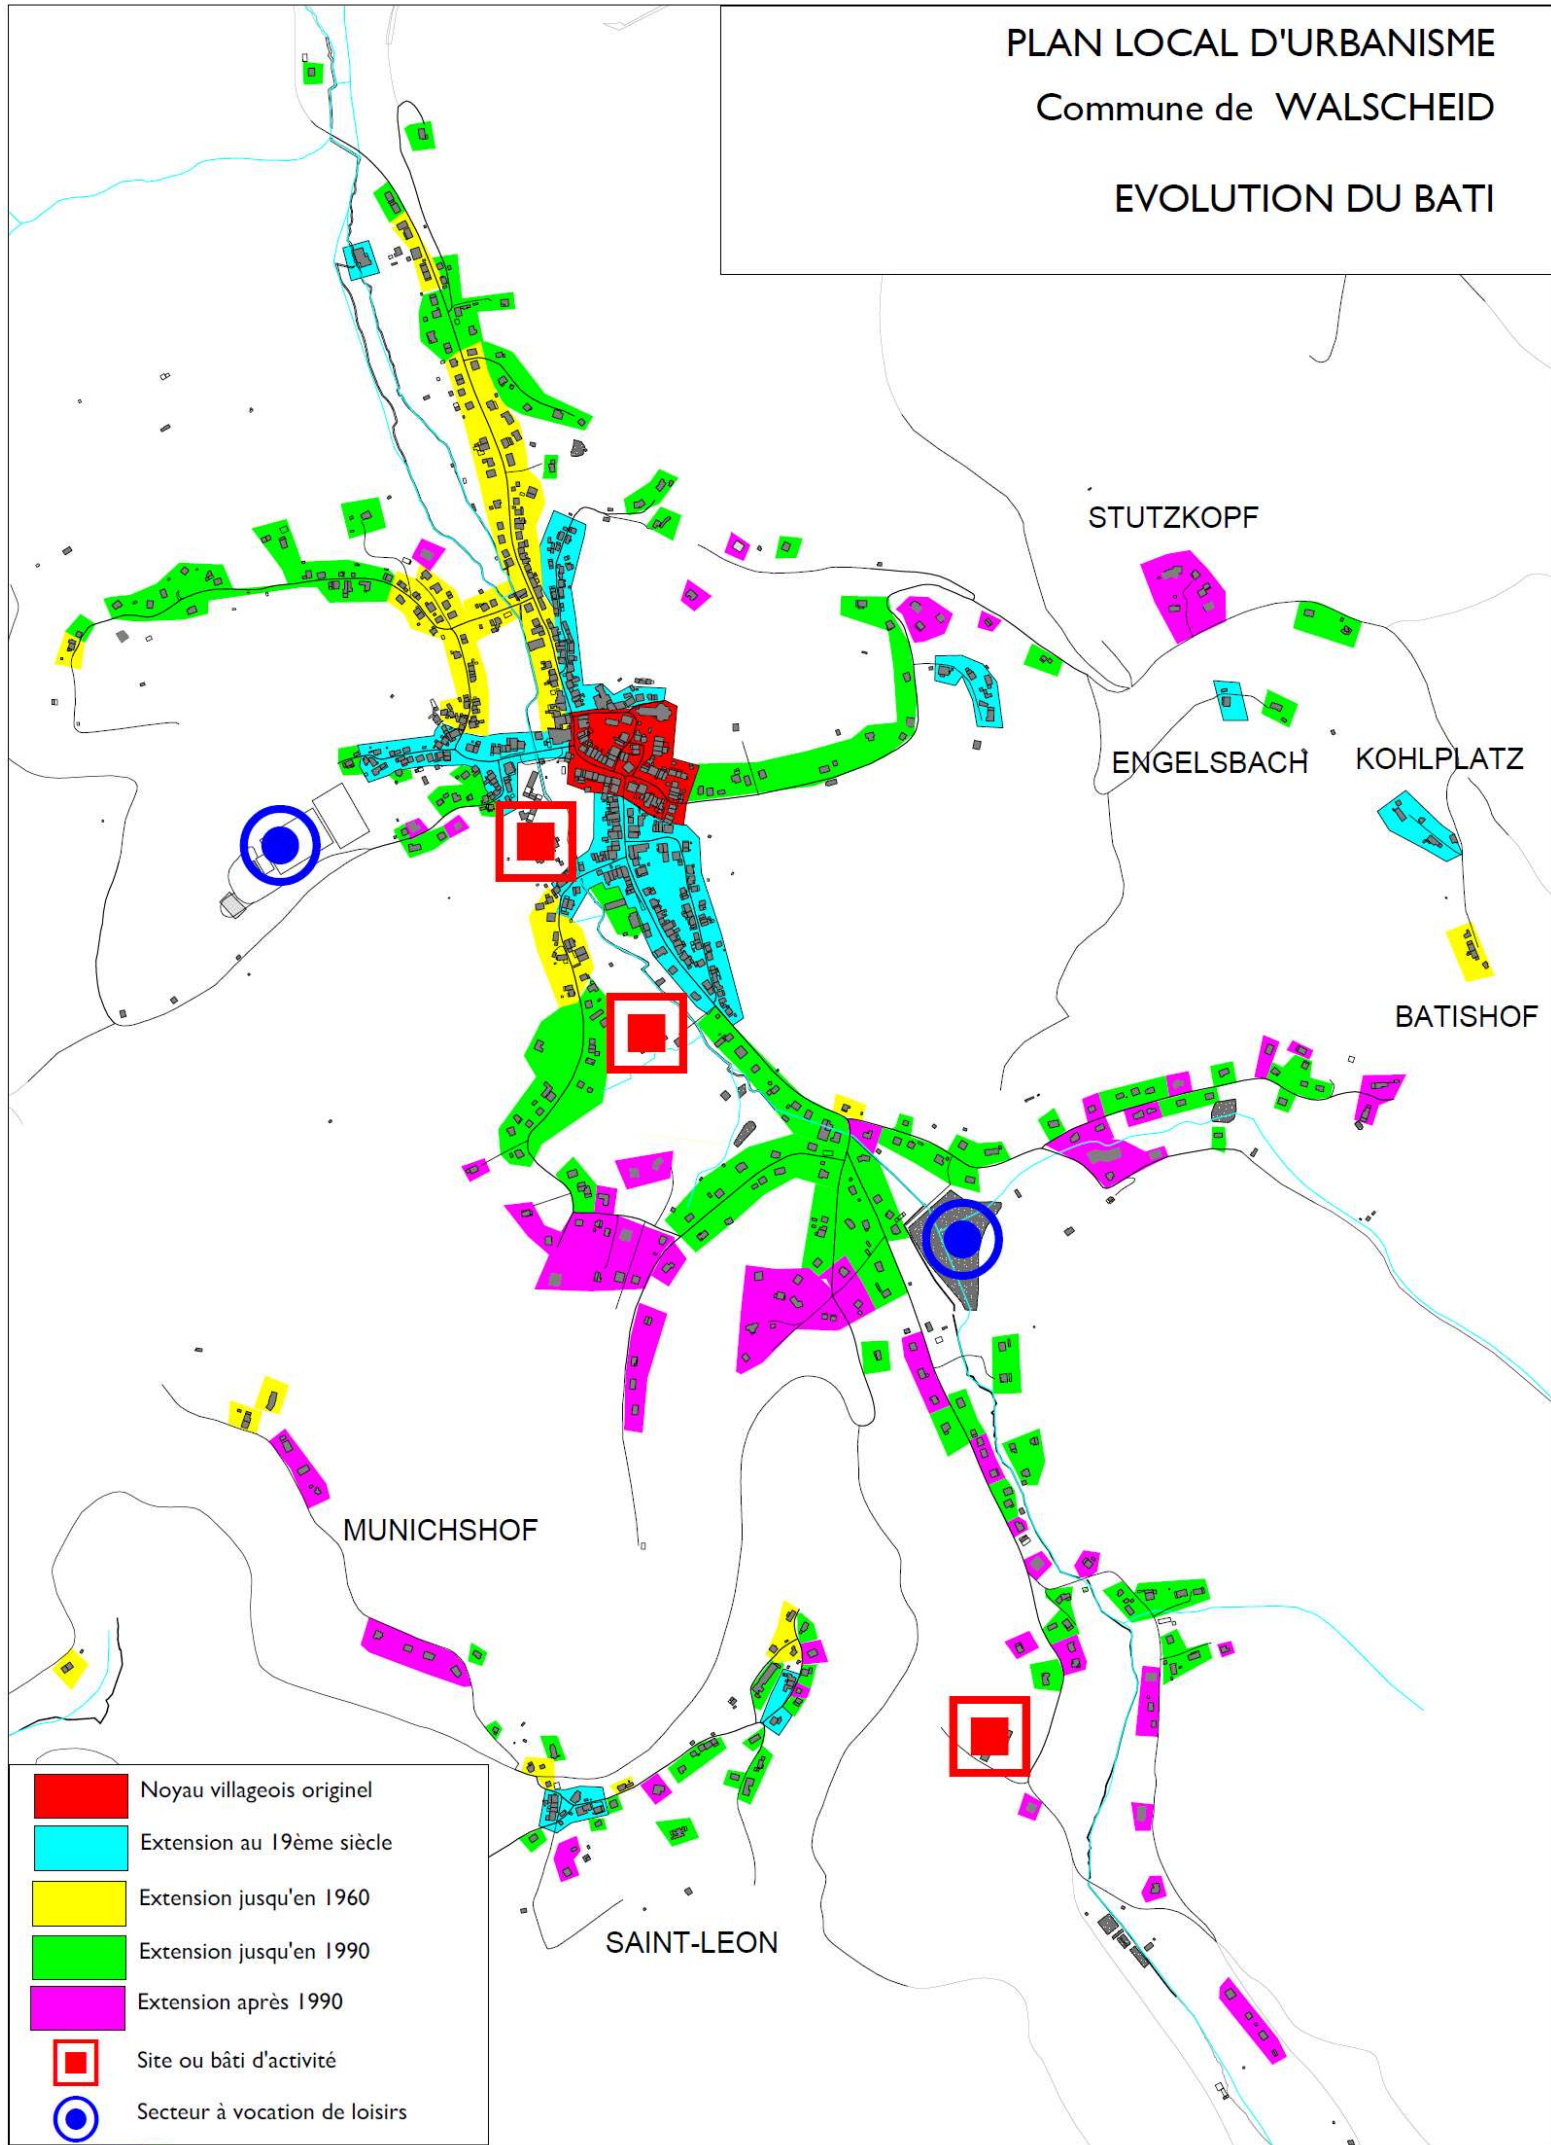 PLAN LOCAL D'URBANISME
Commune de WALSCHEID
EVOLUTION DU BATI
STUTZKOPF
ENGELSBACH
KOHLPLATZ
BATISHOF
MUNICHSHOF
SAINT-LEON
Noyau villageois originel
Extension au 19ème siècle
Extension jusqu'en 1960
Extension jusqu'en 1990
Extension après 1990
Site ou bâti d'activité
Secteur à vocation de loisirs